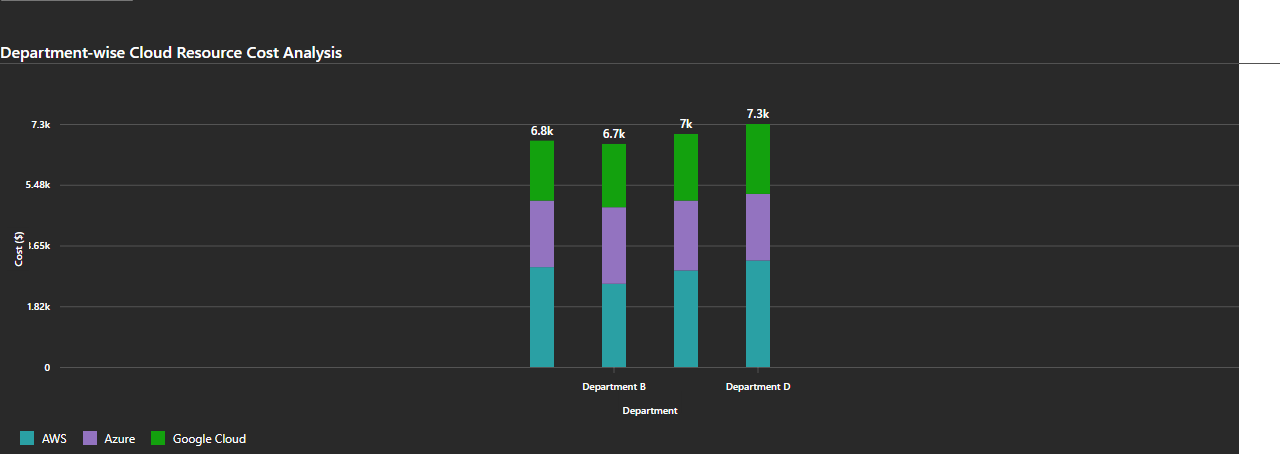 Department-wise Cloud Resource Cost Analysis
7.3k
5.48k
.65k
1.82k
0
Cost ($)
6.8k
6.7k
7k
7.3k
Department B
Department D
Department
AWS
Azure
Google Cloud